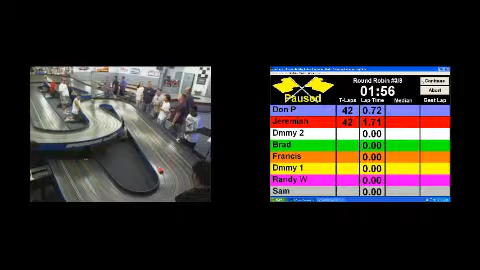 Round Robin #3/8
01:56
Continue
Abort
Paused
T-Laps Lap Time Median Best Lap
Don P 42 0.72
Jeremiah 42 1.71
Dmmy 2 0.00
Brad 0.00
Francis 0.00
Dmmy 1 0.00
Randy W 0.00
Sam 0.00